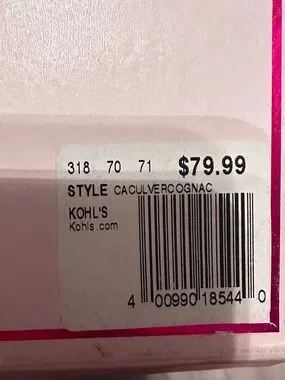 318 70 71 $79.99
STYLE CACULVERCOGNAC
KOHL'S
Kohls.com
4 00990 18544 0